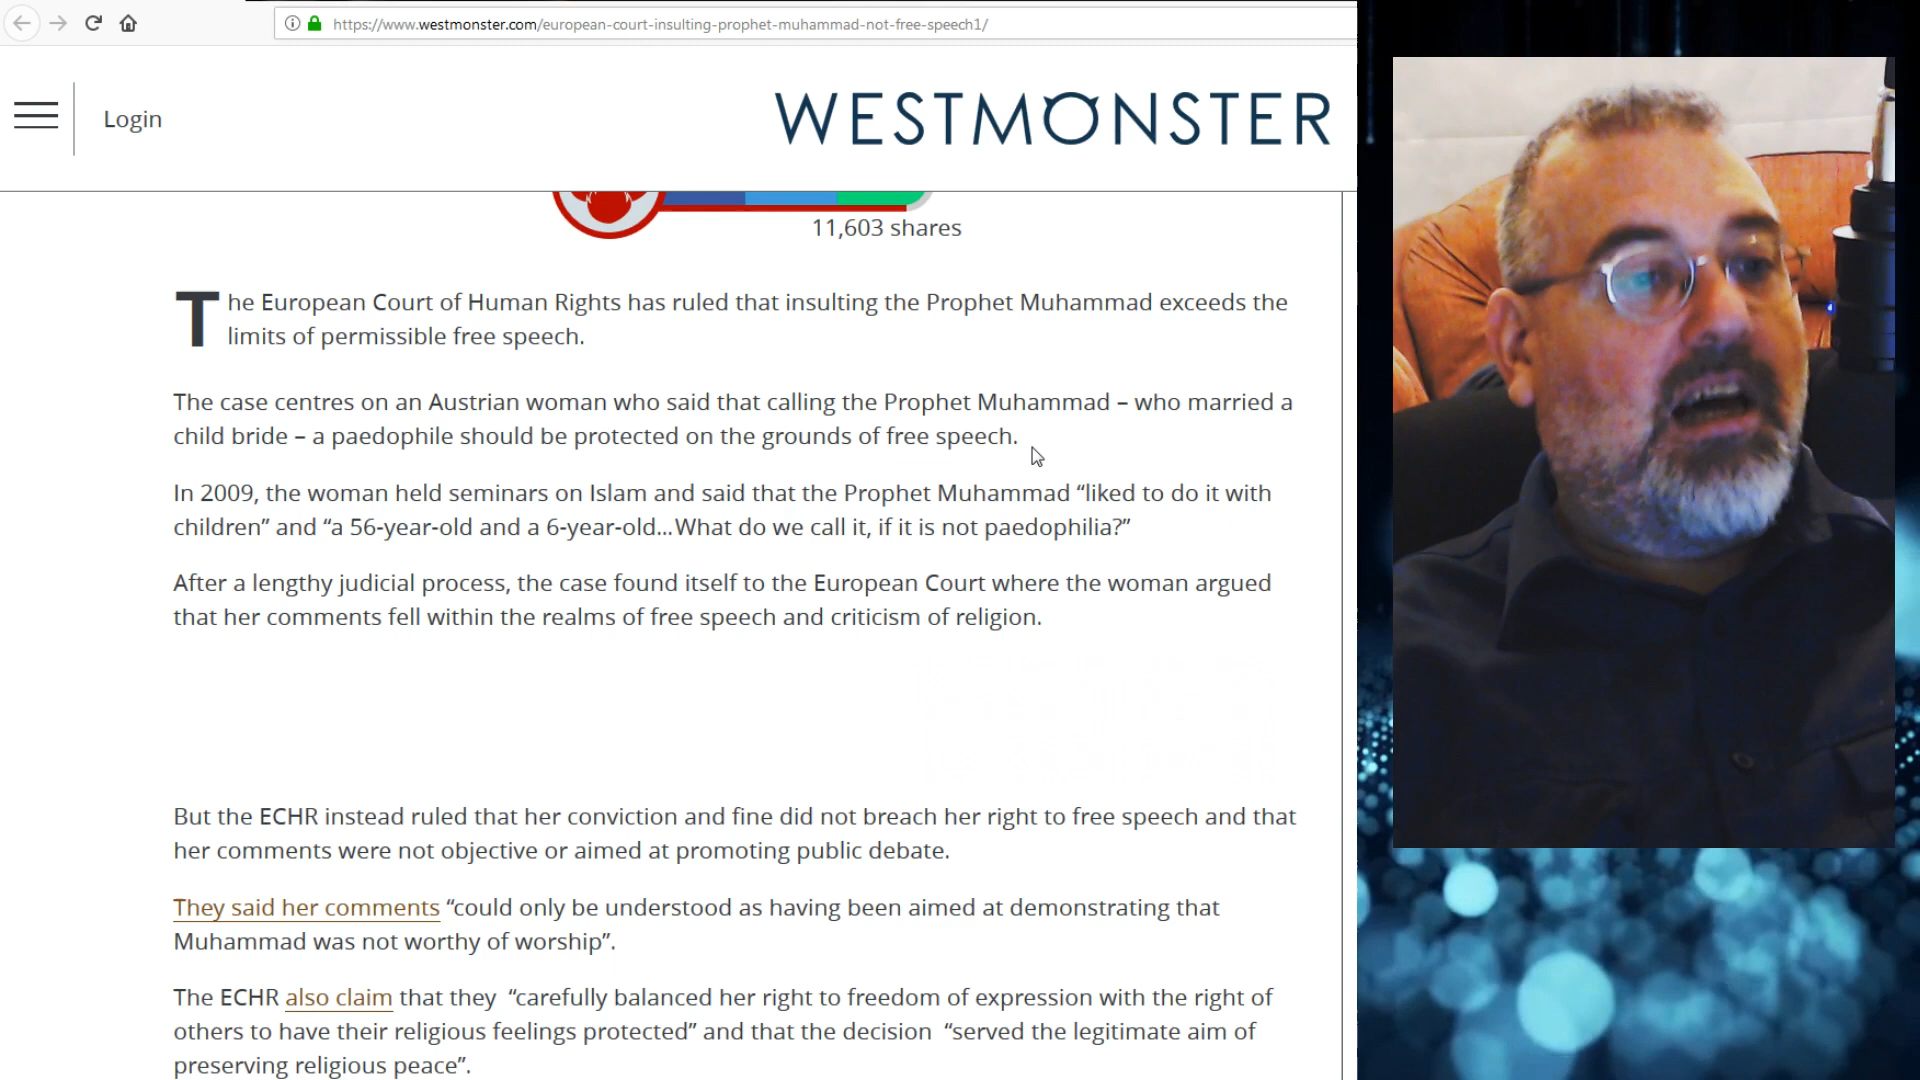 https://www.westmonster.com/european-court-insulting-prophet-muhammad-not-free-speech1/
Login
WESTMONSTER
11,603 shares
The European Court of Human Rights has ruled that insulting the Prophet Muhammad exceeds the
limits of permissible free speech.
The case centres on an Austrian woman who said that calling the Prophet Muhammad – who married a
child bride – a paedophile should be protected on the grounds of free speech.
In 2009, the woman held seminars on Islam and said that the Prophet Muhammad “liked to do it with
children” and “a 56-year-old and a 6-year-old…What do we call it, if it is not paedophilia?”
After a lengthy judicial process, the case found itself to the European Court where the woman argued
that her comments fell within the realms of free speech and criticism of religion.
But the ECHR instead ruled that her conviction and fine did not breach her right to free speech and that
her comments were not objective or aimed at promoting public debate.
They said her comments “could only be understood as having been aimed at demonstrating that
Muhammad was not worthy of worship”.
The ECHR also claim that they “carefully balanced her right to freedom of expression with the right of
others to have their religious feelings protected” and that the decision “served the legitimate aim of
preserving religious peace”.